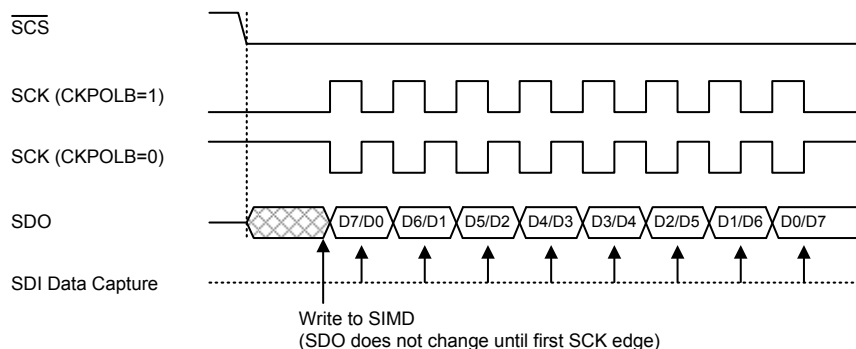 SCS
SCK (CKPOLB=1)
SCK (CKPOLB=0)
SDO
D7/D0 D6/D1 D5/D2 D4/D3 D3/D4 D2/D5 D1/D6 D0/D7
SDI Data Capture
Write to SIMD
(SDO does not change until first SCK edge)